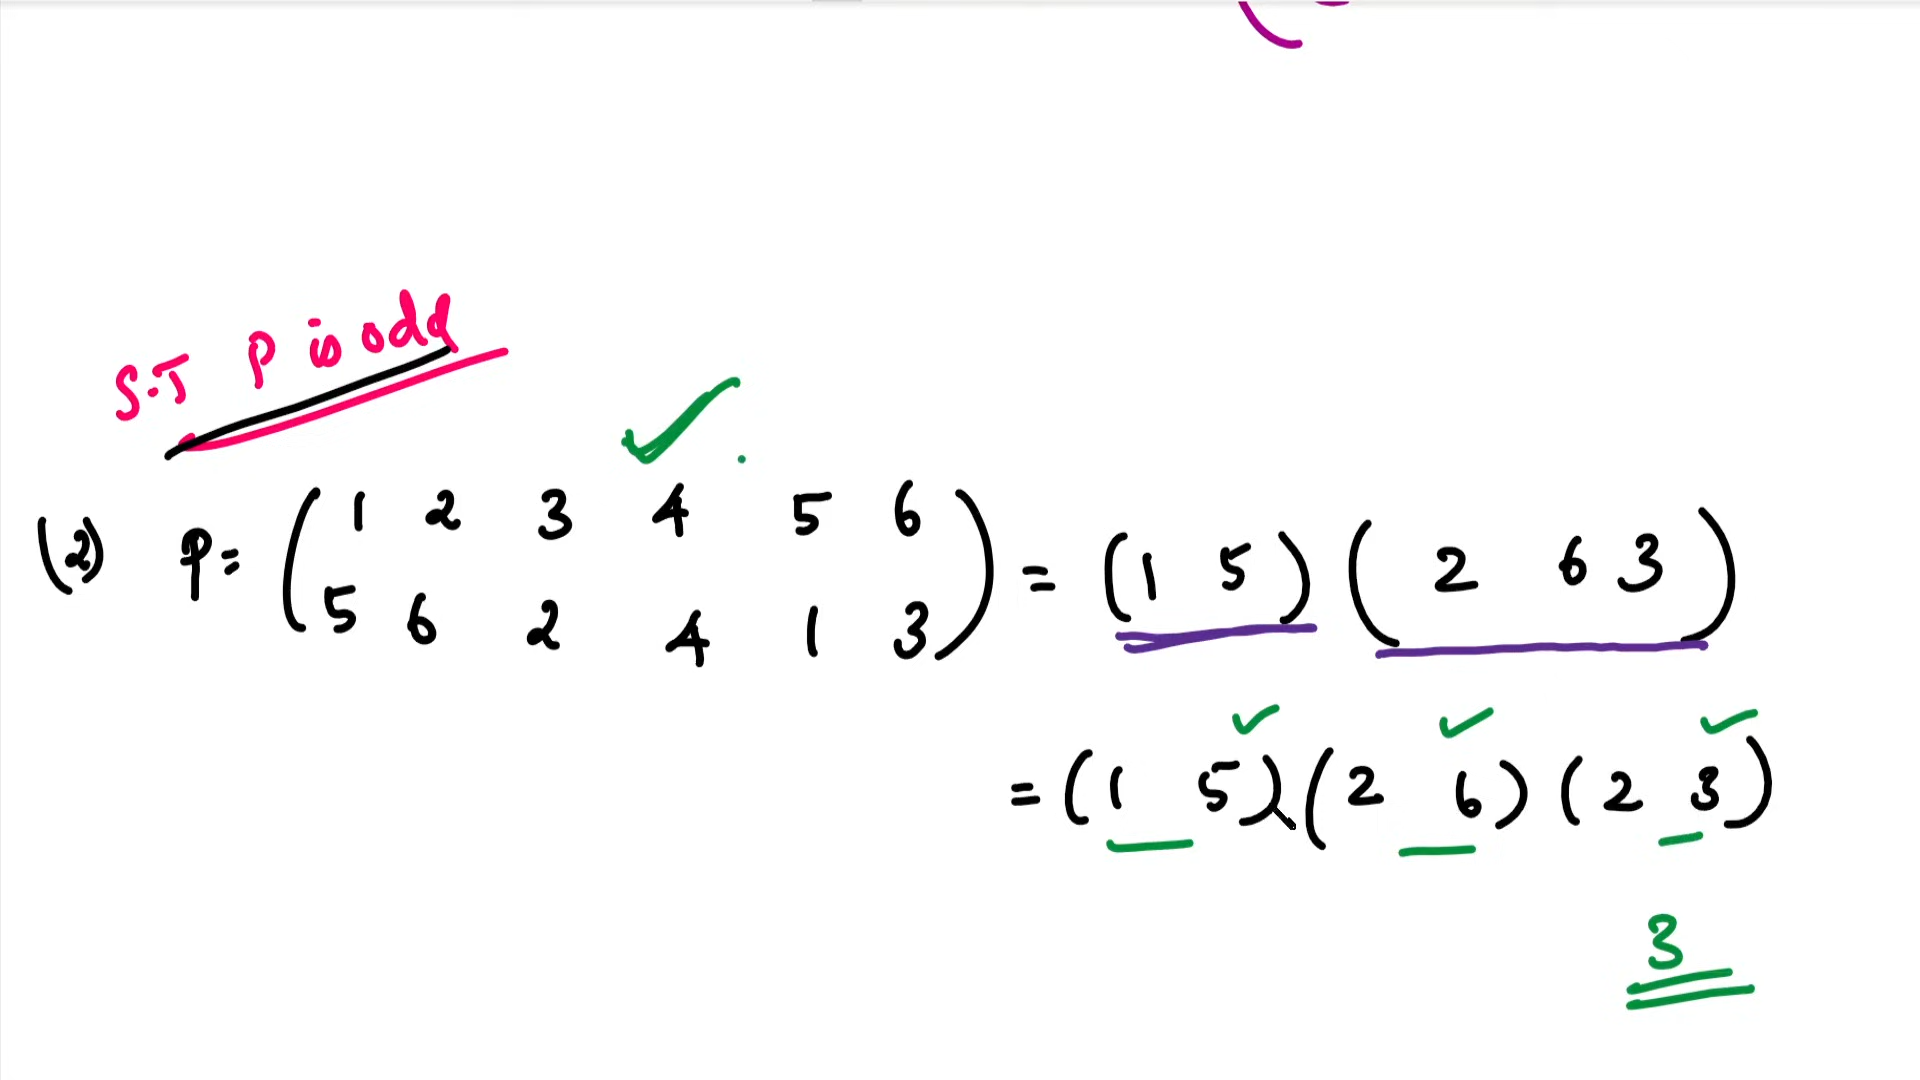 S.T P is odd
(2) P = ( 1 2 3 4 5 6 ) = (1 5) ( 2 6 3 )
5 6 2 4 1 3
= (1 5) (2 6) (2 3)
3